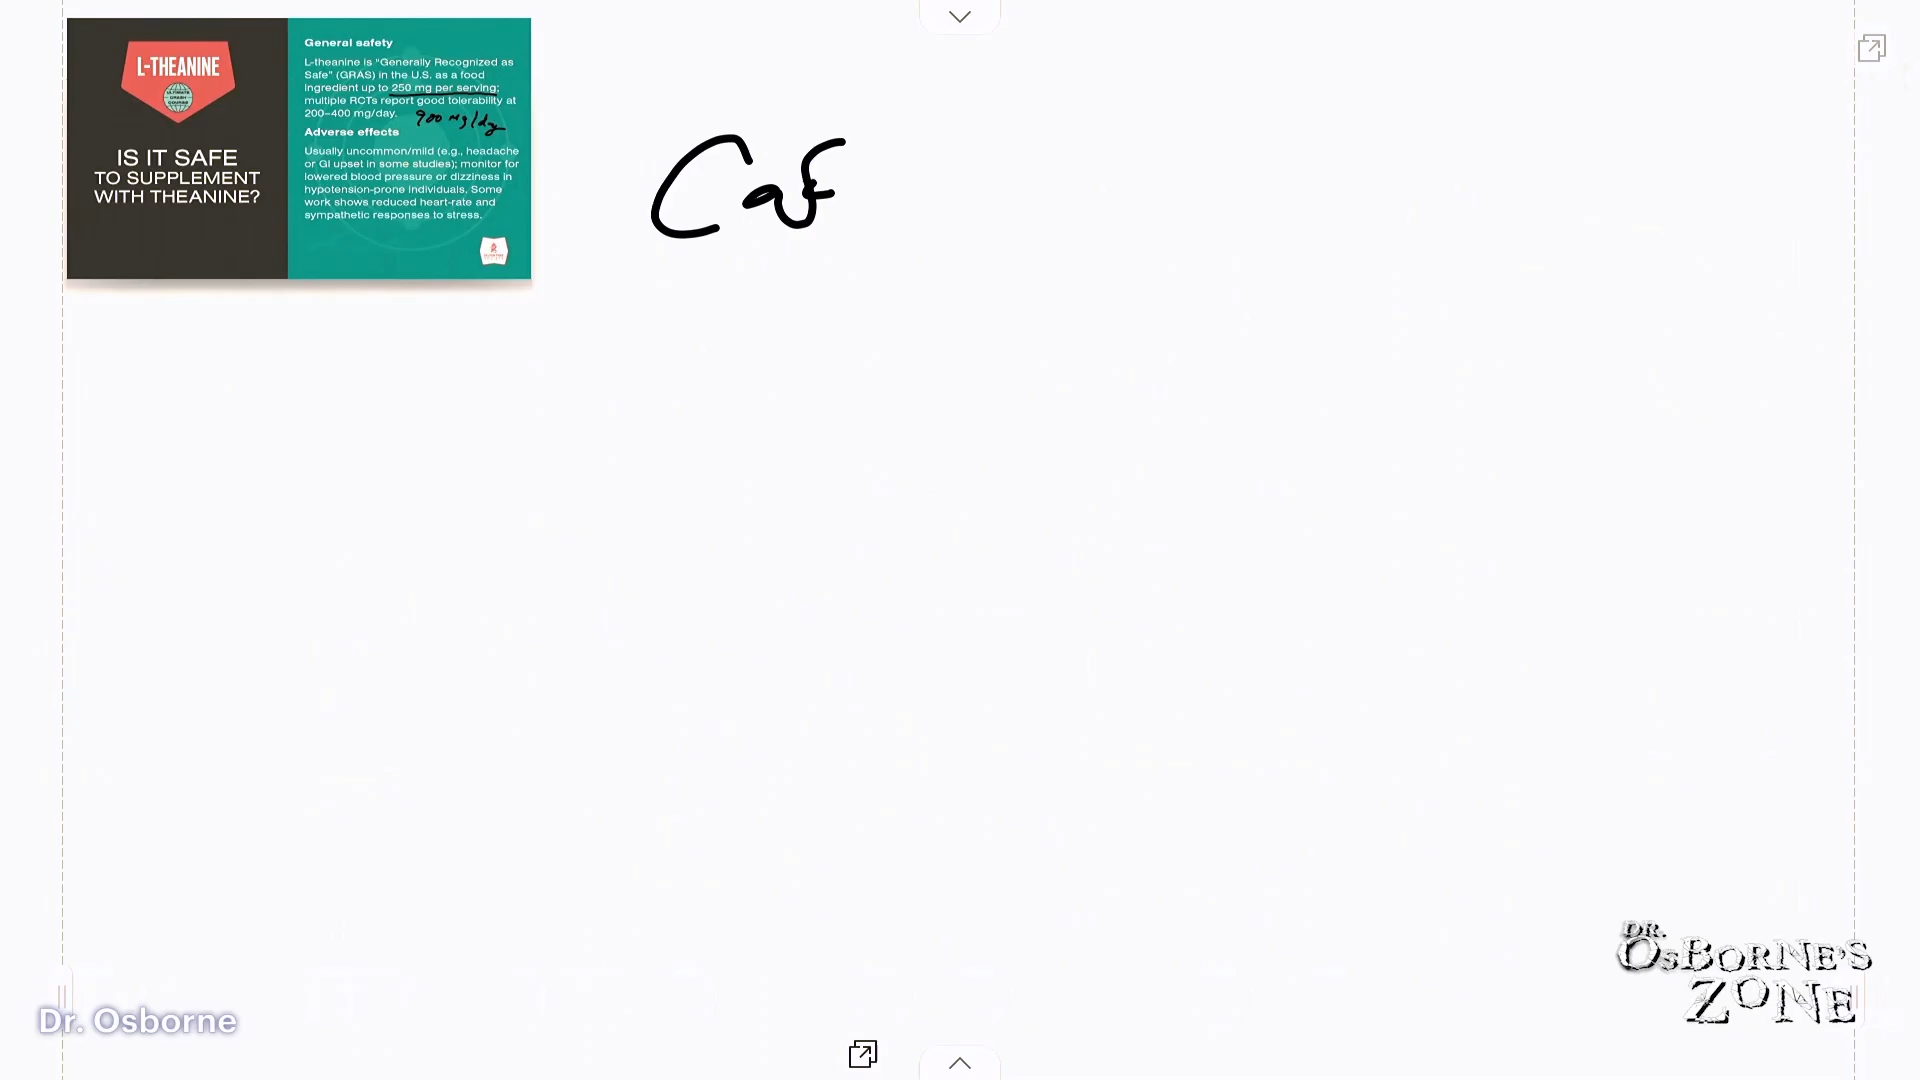 L-THEANINE
ULTIMATE
CRASH
COURSE
IS IT SAFE
TO SUPPLEMENT
WITH THEANINE?
General safety
L-theanine is “Generally Recognized as
Safe” (GRAS) in the U.S. as a food
ingredient up to 250 mg per serving;
multiple RCTs report good tolerability at
200–400 mg/day.
900 mg/day
Adverse effects
Usually uncommon/mild (e.g., headache
or GI upset in some studies); monitor for
lowered blood pressure or dizziness in
hypotension-prone individuals. Some
work shows reduced heart-rate and
sympathetic responses to stress.
Caf
DR.
OSBORNE'S
ZONE
Dr. Osborne